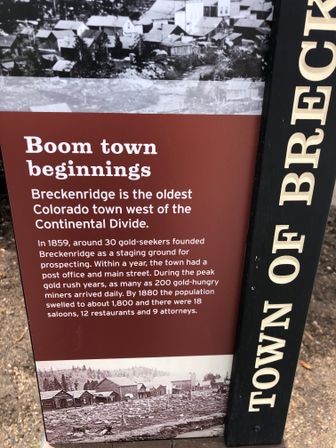 Boom town
beginnings
Breckenridge is the oldest
Colorado town west of the
Continental Divide.
In 1859, around 30 gold-seekers founded
Breckenridge as a staging ground for
prospecting. Within a year, the town had a
post office and main street. During the peak
gold rush years, as many as 200 gold-hungry
miners arrived daily. By 1880 the population
swelled to about 1,800 and there were 18
saloons, 12 restaurants and 9 attorneys.
TOWN OF BRECK